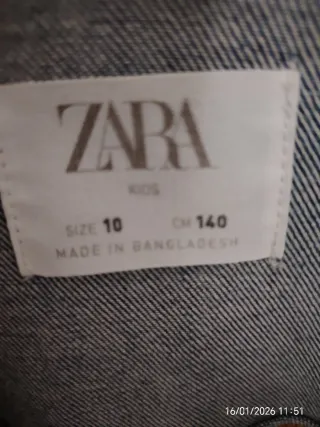 ZARA
KIDS
SIZE 10 CM 140
MADE IN BANGLADESH
16/01/2026 11:51